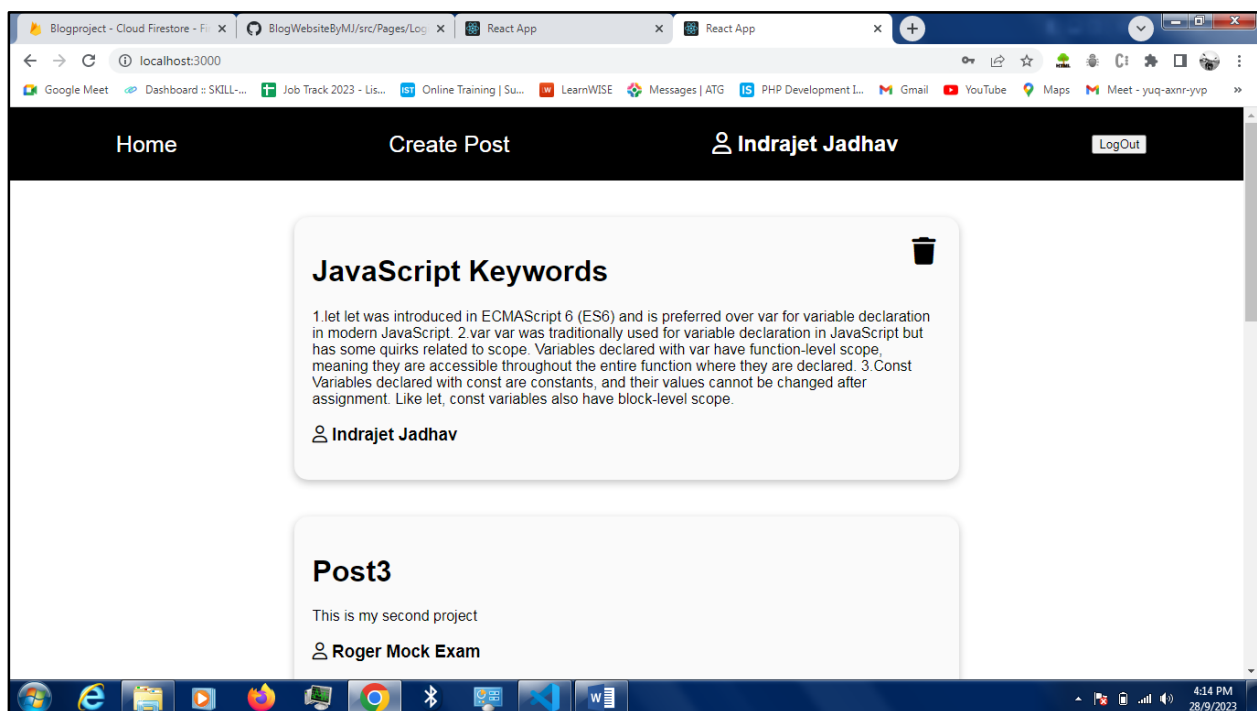 Blogproject - Cloud Firestore - Fi
BlogWebsiteByMJ/src/Pages/Log
React App
React App
localhost:3000
Google Meet
Dashboard :: SKILL-...
Job Track 2023 - Lis...
IST
Online Training | Su...
LW
LearnWISE
Messages | ATG
IS
PHP Development I...
Gmail
YouTube
Maps
Meet - yuq-axnr-yvp
»
Home
Create Post
Indrajet Jadhav
LogOut
JavaScript Keywords
1.let let was introduced in ECMAScript 6 (ES6) and is preferred over var for variable declaration
in modern JavaScript. 2.var var was traditionally used for variable declaration in JavaScript but
has some quirks related to scope. Variables declared with var have function-level scope,
meaning they are accessible throughout the entire function where they are declared. 3.Const
Variables declared with const are constants, and their values cannot be changed after
assignment. Like let, const variables also have block-level scope.
Indrajet Jadhav
Post3
This is my second project
Roger Mock Exam
4:14 PM
28/9/2023